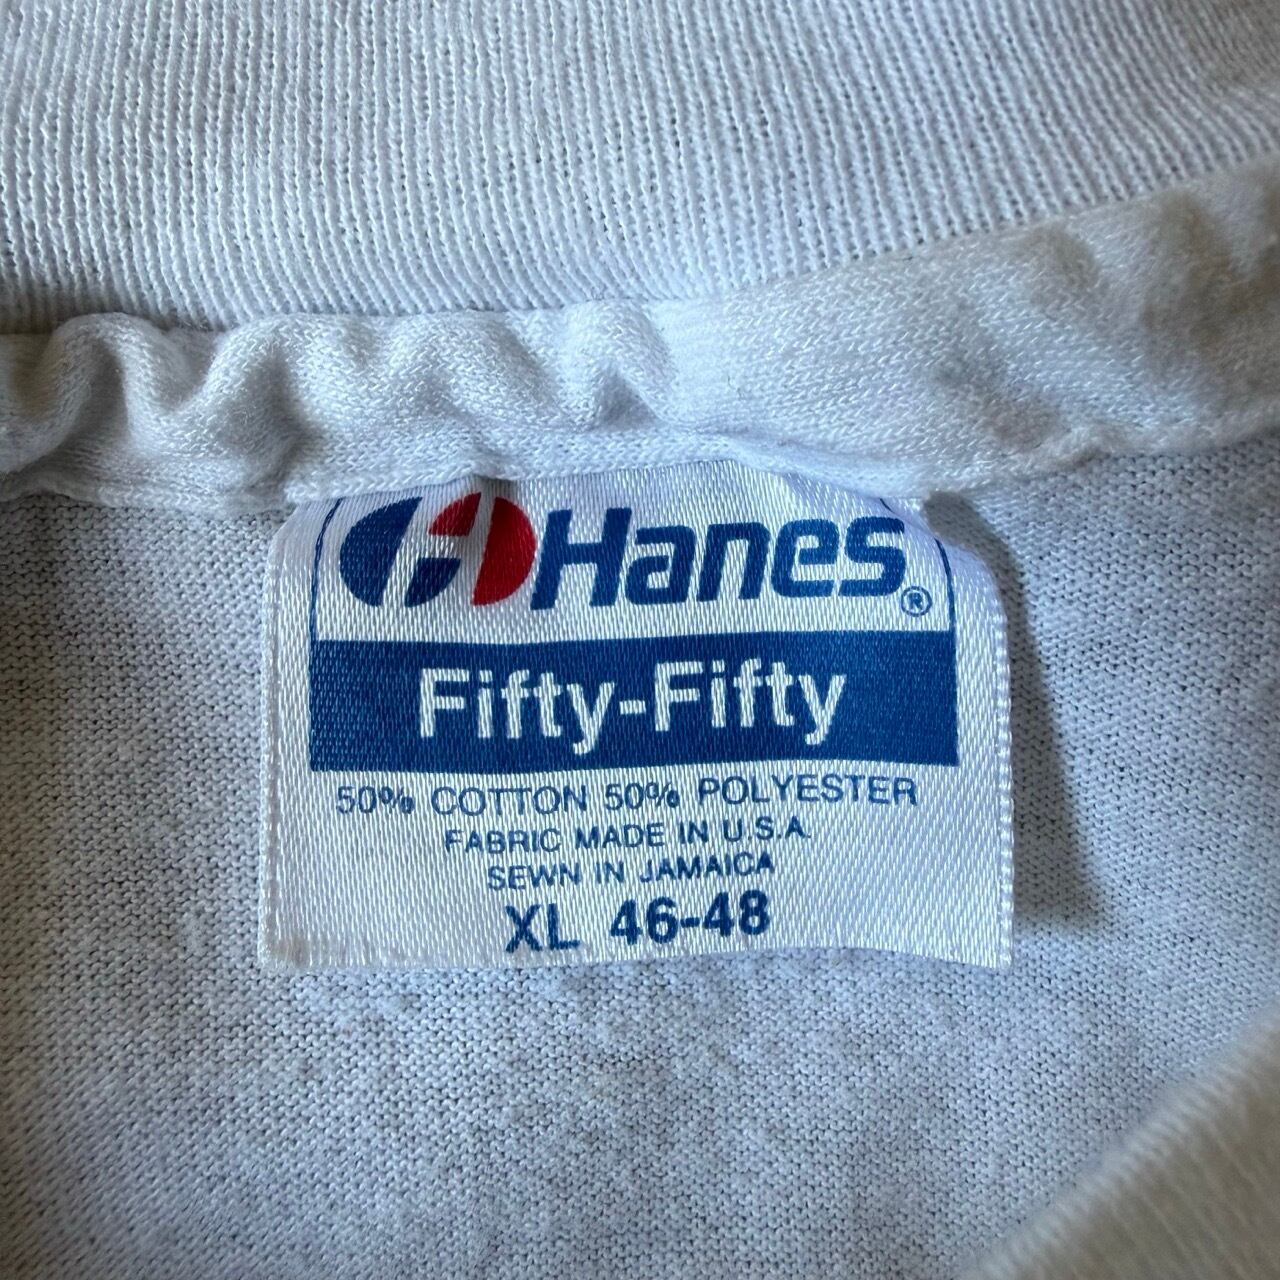 Hanes®
Fifty-Fifty
50% COTTON 50% POLYESTER
FABRIC MADE IN U.S.A.
SEWN IN JAMAICA
XL 46-48